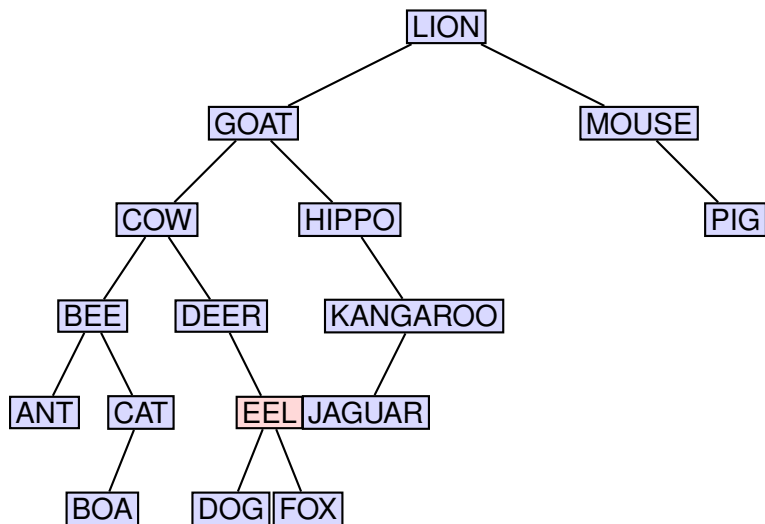 LION
GOAT MOUSE
COW HIPPO PIG
BEE DEER KANGAROO
ANT CAT EEL JAGUAR
BOA DOG FOX